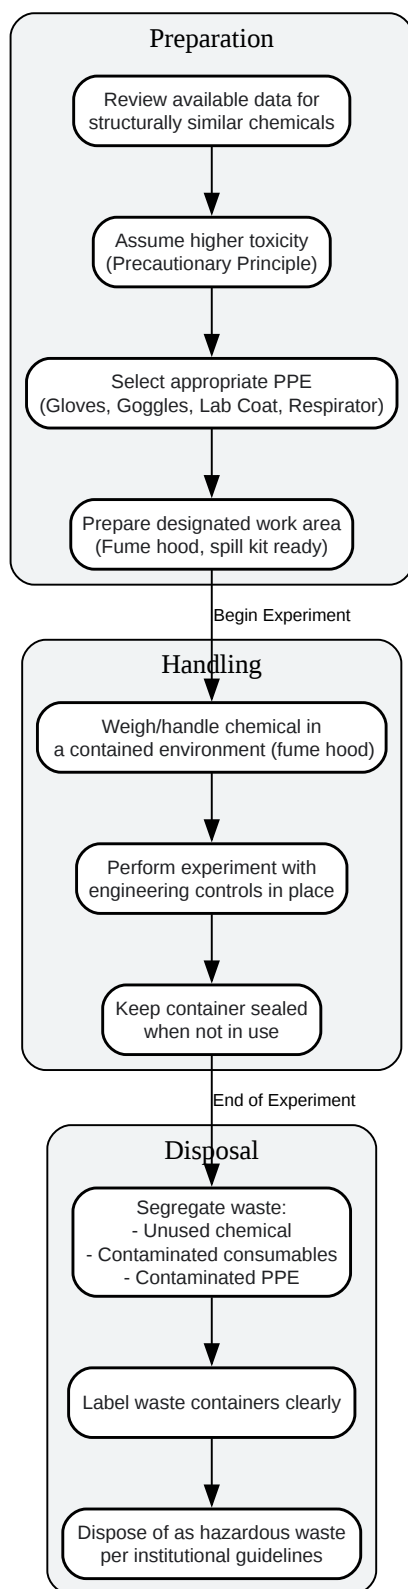 Preparation
Review available data for
structurally similar chemicals
Assume higher toxicity
(Precautionary Principle)
Select appropriate PPE
(Gloves, Goggles, Lab Coat, Respirator)
Prepare designated work area
(Fume hood, spill kit ready)
Begin Experiment
Handling
Weigh/handle chemical in
a contained environment (fume hood)
Perform experiment with
engineering controls in place
Keep container sealed
when not in use
End of Experiment
Disposal
Segregate waste:
- Unused chemical
- Contaminated consumables
- Contaminated PPE
Label waste containers clearly
Dispose of as hazardous waste
per institutional guidelines